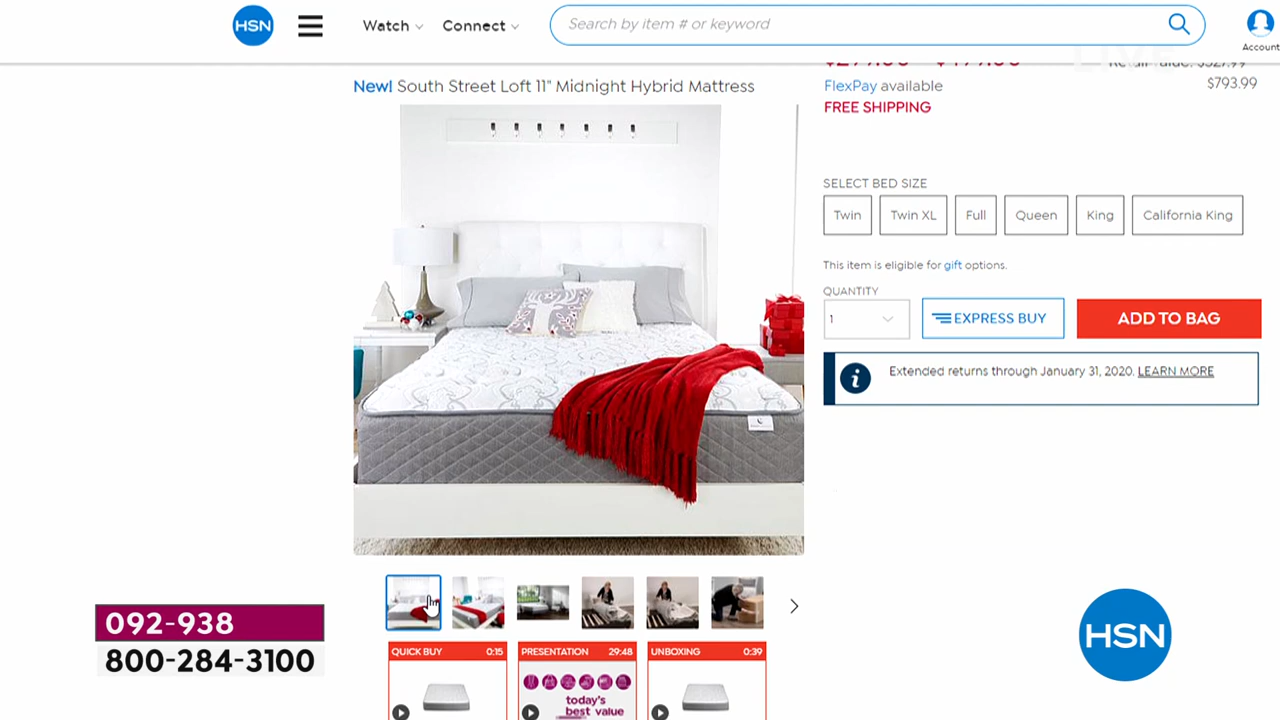 HSN
Watch
Connect
Search by item # or keyword
Account
LIVE
New! South Street Loft 11" Midnight Hybrid Mattress
FlexPay available
$793.99
FREE SHIPPING
SELECT BED SIZE
Twin
Twin XL
Full
Queen
King
California King
This item is eligible for gift options.
QUANTITY
1
EXPRESS BUY
ADD TO BAG
i
Extended returns through January 31, 2020. LEARN MORE
092-938
800-284-3100
QUICK BUY 0:15
PRESENTATION 29:48
today's
best value
UNBOXING 0:39
HSN